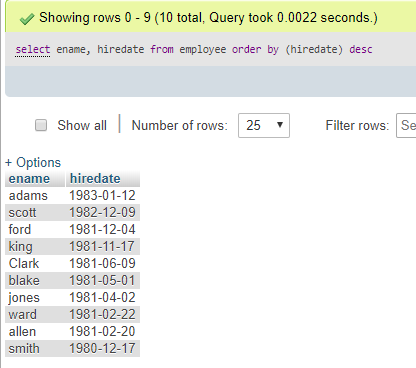 Showing rows 0 - 9 (10 total, Query took 0.0022 seconds.)
select ename, hiredate from employee order by (hiredate) desc
Show all | Number of rows: 25 Filter rows: Se
+ Options
ename hiredate
adams 1983-01-12
scott 1982-12-09
ford 1981-12-04
king 1981-11-17
Clark 1981-06-09
blake 1981-05-01
jones 1981-04-02
ward 1981-02-22
allen 1981-02-20
smith 1980-12-17